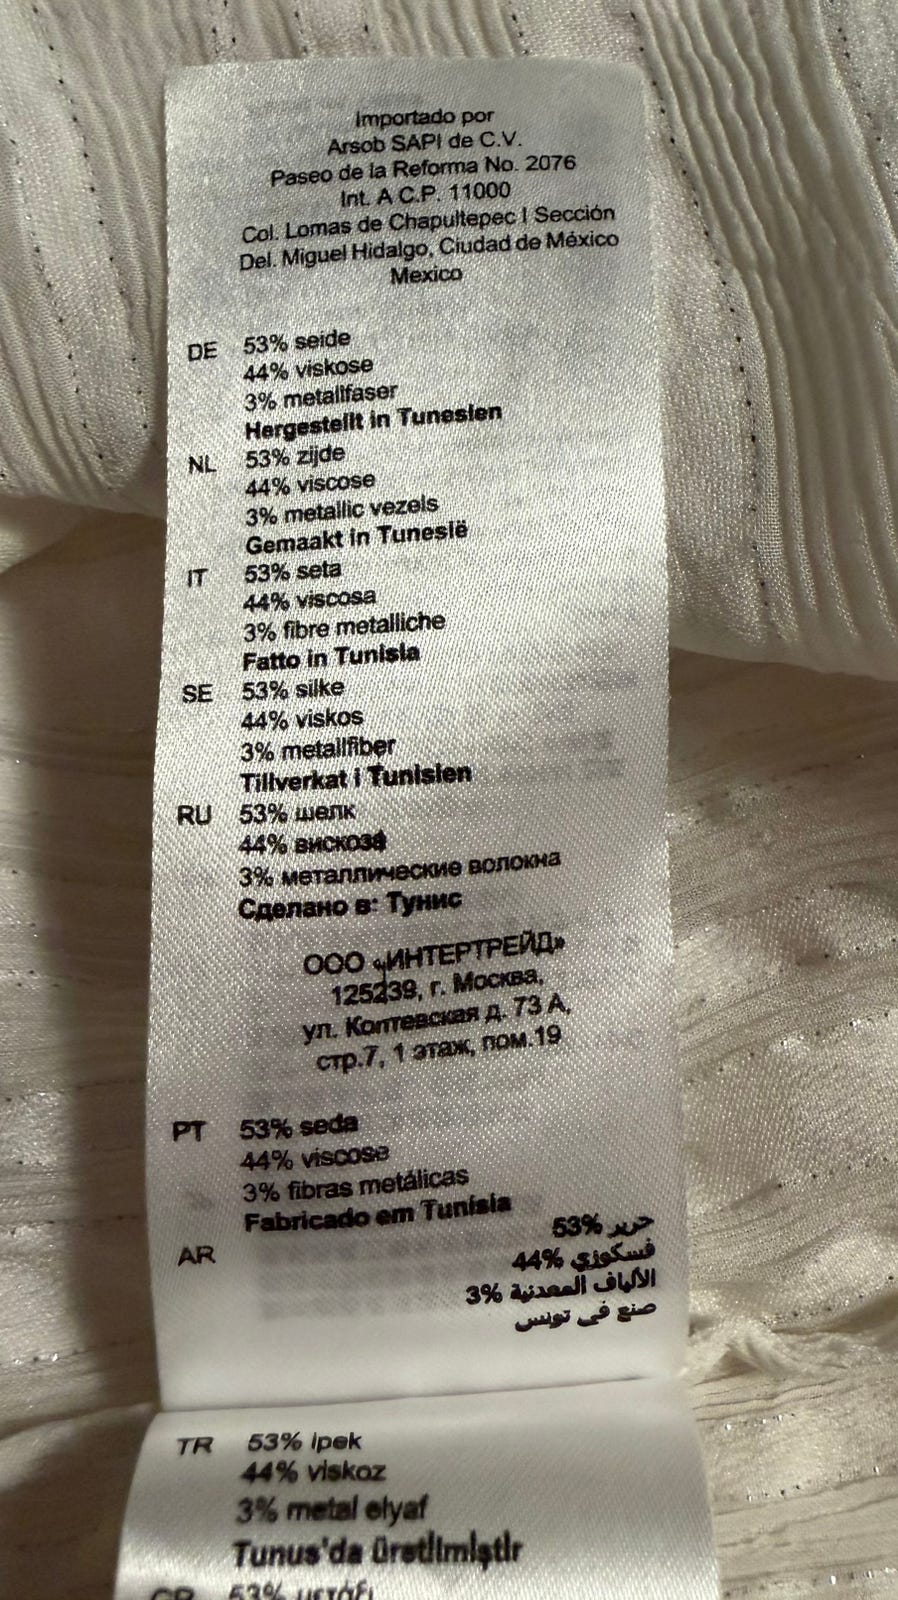 Importado por
Arsob SAPI de C.V.
Paseo de la Reforma No. 2076
Int. A C.P. 11000
Col. Lomas de Chapultepec I Sección
Del. Miguel Hidalgo, Ciudad de México
Mexico
DE 53% seide
44% viskose
3% metallfaser
Hergestellt in Tunesien
NL 53% zijde
44% viscose
3% metallic vezels
Gemaakt in Tunesië
IT 53% seta
44% viscosa
3% fibre metalliche
Fatto in Tunisia
SE 53% silke
44% viskos
3% metallfiber
Tillverkat i Tunisien
RU 53% шелк
44% вискоза
3% металлические волокна
Сделано в: Тунис
ООО «ИНТЕРТРЕЙД»
125239, г. Москва,
ул. Коптевская д. 73 А,
стр.7, 1 этаж, пом.19
PT 53% seda
44% viscose
3% fibras metálicas
Fabricado em Tunísia
AR 53% حرير
44% فسكوزي
3% الألياف المعدنية
صنع في تونس
TR 53% ipek
44% viskoz
3% metal elyaf
Tunus'da üretilmiştir
GR 53% μετάξι